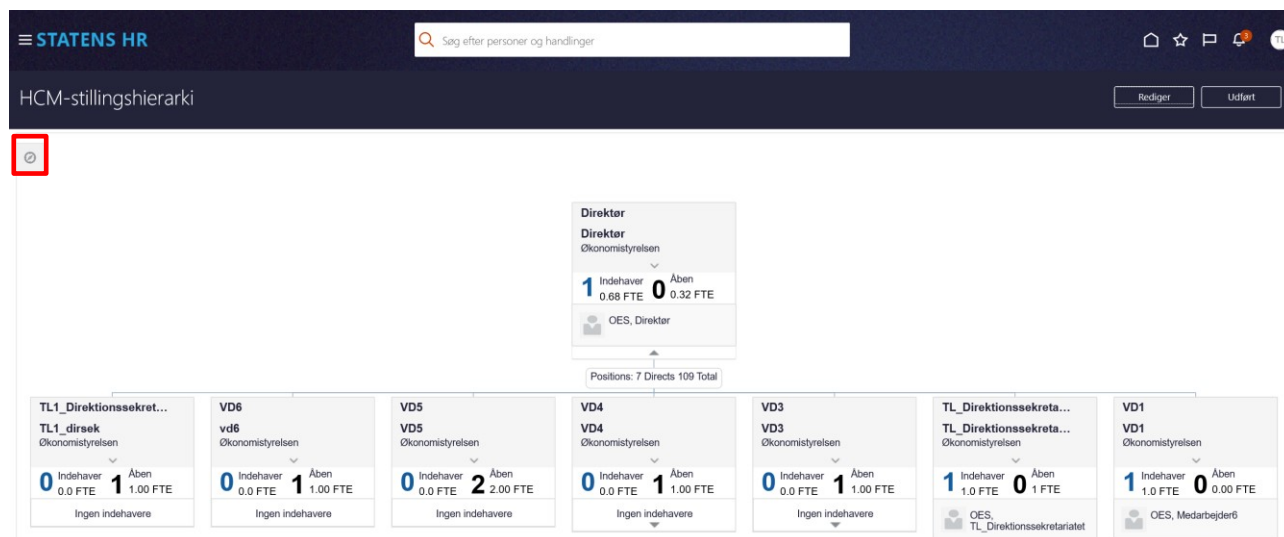 STATENS HR
Søg efter personer og handlinger
3
TL
HCM-stillingshierarki
Rediger
Udført
Direktør
Direktør
Økonomistyrelsen
1 Indehaver 0.68 FTE 0 Åben 0.32 FTE
OES, Direktør
Positions: 7 Directs 109 Total
TL1_Direktionssekret...
TL1_dirsek
Økonomistyrelsen
0 Indehaver 0.0 FTE 1 Åben 1.00 FTE
Ingen indehavere
VD6
vd6
Økonomistyrelsen
0 Indehaver 0.0 FTE 1 Åben 1.00 FTE
Ingen indehavere
VD5
VD5
Økonomistyrelsen
0 Indehaver 0.0 FTE 2 Åben 2.00 FTE
Ingen indehavere
VD4
VD4
Økonomistyrelsen
0 Indehaver 0.0 FTE 1 Åben 1.00 FTE
Ingen indehavere
VD3
VD3
Økonomistyrelsen
0 Indehaver 0.0 FTE 1 Åben 1.00 FTE
Ingen indehavere
TL_Direktionssekreta...
TL_Direktionssekreta...
Økonomistyrelsen
1 Indehaver 1.0 FTE 0 Åben 1 FTE
OES,
TL_Direktionssekretariatet
VD1
VD1
Økonomistyrelsen
1 Indehaver 1.0 FTE 0 Åben 0.00 FTE
OES, Medarbejder6